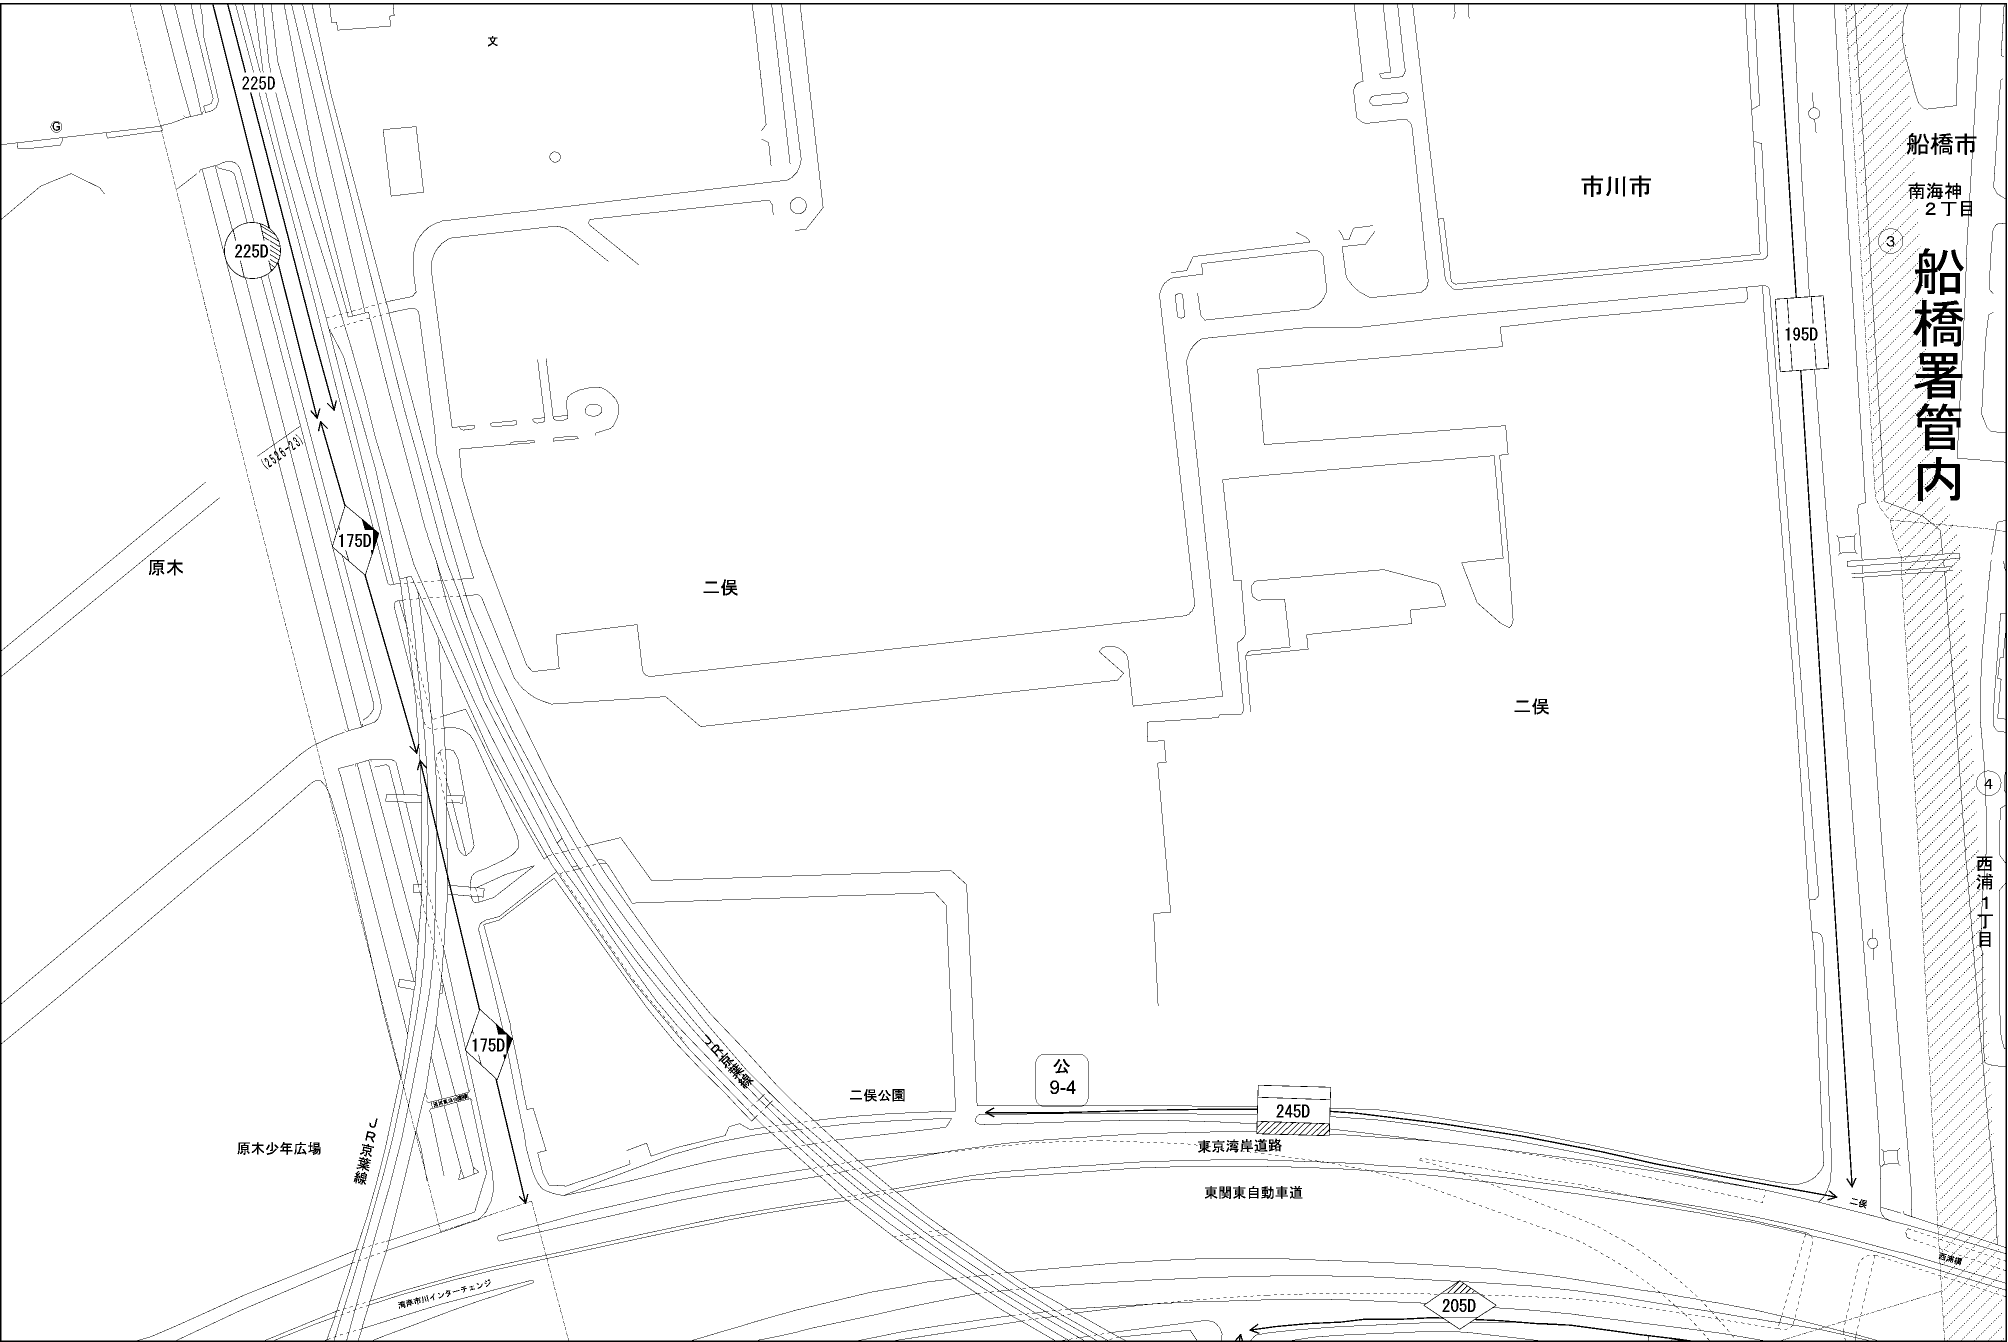 文
225D
G
船橋市
市川市
南海神
２丁目
3
225D
船橋署管内
195D
(2526-23)
175D
原木
二俣
二俣
4
西浦１丁目
175D
JR京葉線
公
9-4
二俣公園
245D
原木少年広場
JR京葉線
東京湾岸道路
東関東自動車道
二俣
湾岸市川インターチェンジ
205D